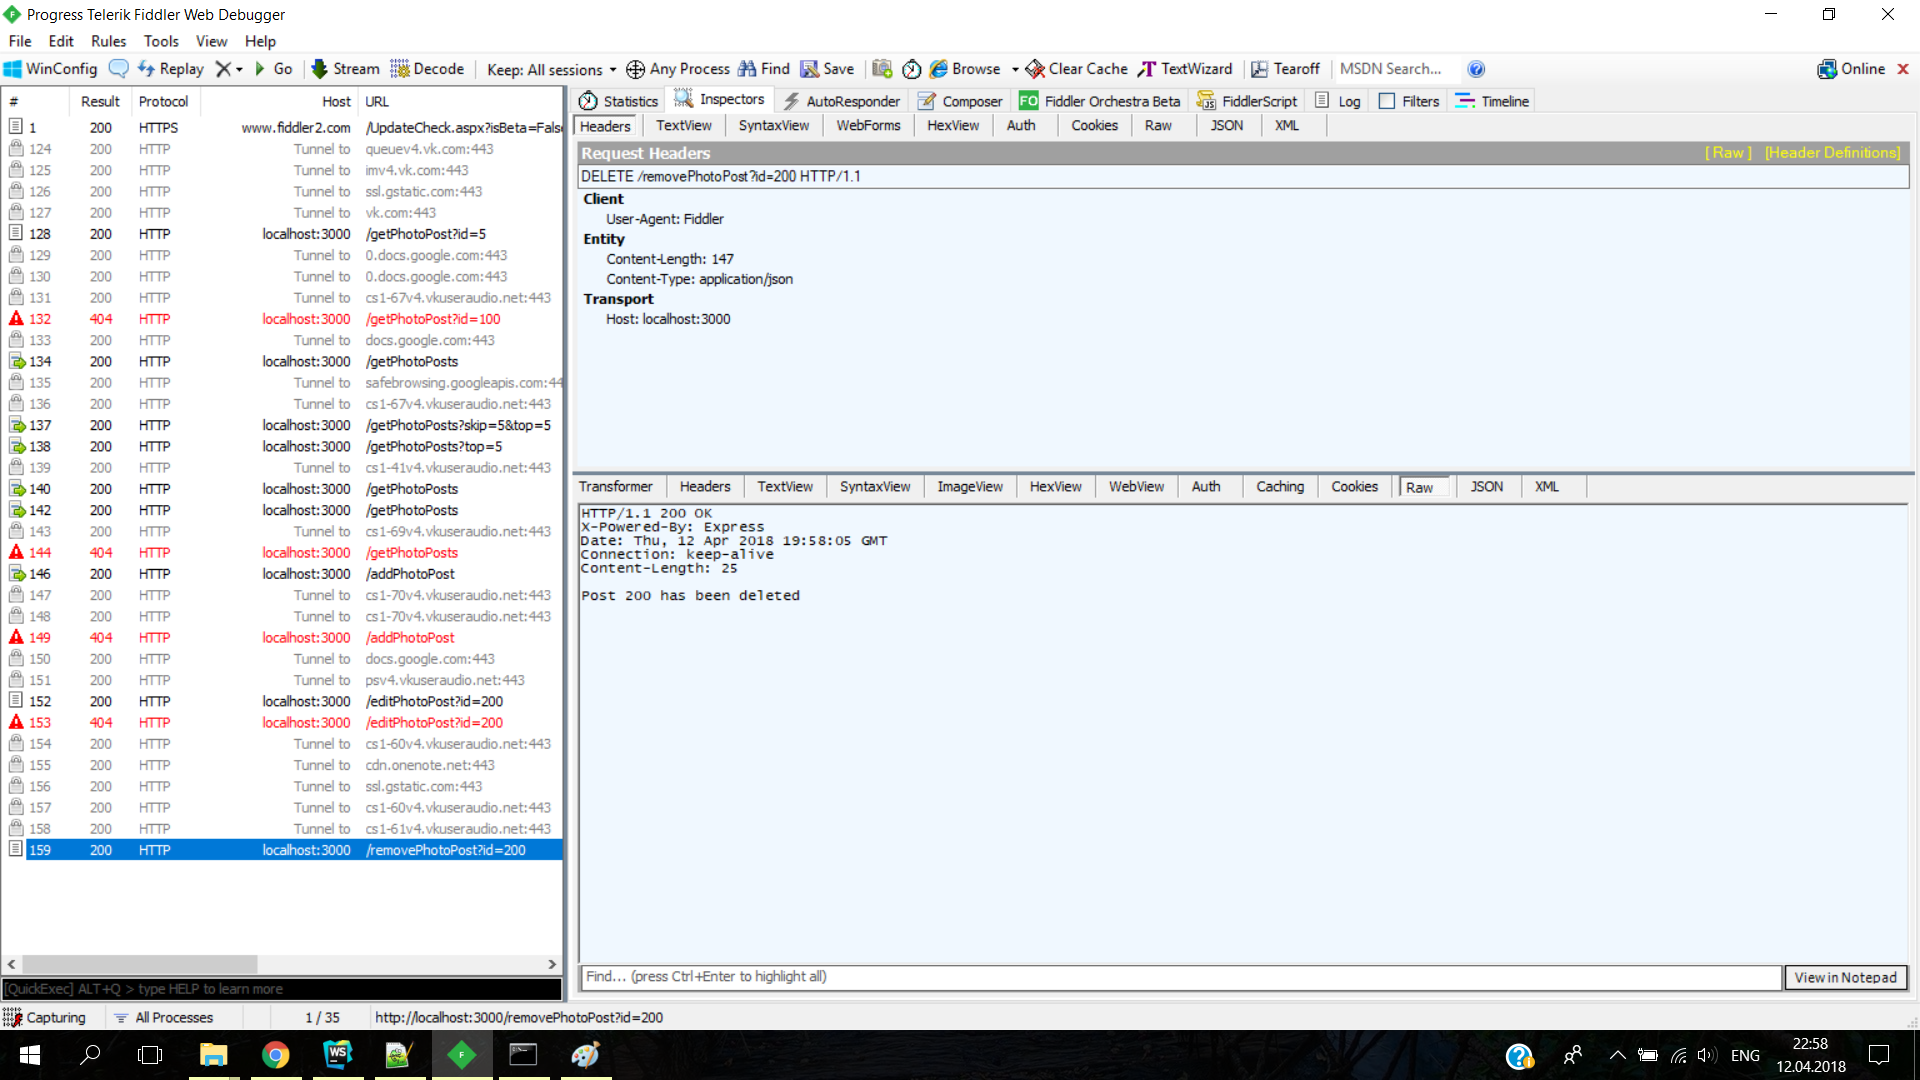 Progress Telerik Fiddler Web Debugger
File Edit Rules Tools View Help
WinConfig Replay Go Stream Decode Keep: All sessions Any Process Find Save Browse Clear Cache TextWizard Tearoff MSDN Search... Online
# Result Protocol Host URL
1 200 HTTPS www.fiddler2.com /UpdateCheck.aspx?isBeta=False
124 200 HTTP Tunnel to queuev4.vk.com:443
125 200 HTTP Tunnel to imv4.vk.com:443
126 200 HTTP Tunnel to ssl.gstatic.com:443
127 200 HTTP Tunnel to vk.com:443
128 200 HTTP localhost:3000 /getPhotoPost?id=5
129 200 HTTP Tunnel to 0.docs.google.com:443
130 200 HTTP Tunnel to 0.docs.google.com:443
131 200 HTTP Tunnel to cs1-67v4.vkuseraudio.net:443
132 404 HTTP localhost:3000 /getPhotoPost?id=100
133 200 HTTP Tunnel to docs.google.com:443
134 200 HTTP localhost:3000 /getPhotoPosts
135 200 HTTP Tunnel to safebrowsing.googleapis.com:44
136 200 HTTP Tunnel to cs1-67v4.vkuseraudio.net:443
137 200 HTTP localhost:3000 /getPhotoPosts?skip=5&top=5
138 200 HTTP localhost:3000 /getPhotoPosts?top=5
139 200 HTTP Tunnel to cs1-41v4.vkuseraudio.net:443
140 200 HTTP localhost:3000 /getPhotoPosts
142 200 HTTP localhost:3000 /getPhotoPosts
143 200 HTTP Tunnel to cs1-69v4.vkuseraudio.net:443
144 404 HTTP localhost:3000 /getPhotoPosts
146 200 HTTP localhost:3000 /addPhotoPost
147 200 HTTP Tunnel to cs1-70v4.vkuseraudio.net:443
148 200 HTTP Tunnel to cs1-70v4.vkuseraudio.net:443
149 404 HTTP localhost:3000 /addPhotoPost
150 200 HTTP Tunnel to docs.google.com:443
151 200 HTTP Tunnel to psv4.vkuseraudio.net:443
152 200 HTTP localhost:3000 /editPhotoPost?id=200
153 404 HTTP localhost:3000 /editPhotoPost?id=200
154 200 HTTP Tunnel to cs1-60v4.vkuseraudio.net:443
155 200 HTTP Tunnel to cdn.onenote.net:443
156 200 HTTP Tunnel to ssl.gstatic.com:443
157 200 HTTP Tunnel to cs1-60v4.vkuseraudio.net:443
158 200 HTTP Tunnel to cs1-61v4.vkuseraudio.net:443
159 200 HTTP localhost:3000 /removePhotoPost?id=200
[QuickExec] ALT+Q > type HELP to learn more
Statistics Inspectors AutoResponder Composer FO Fiddler Orchestra Beta FiddlerScript Log Filters Timeline
Headers TextView SyntaxView WebForms HexView Auth Cookies Raw JSON XML
Request Headers [ Raw ] [Header Definitions]
DELETE /removePhotoPost?id=200 HTTP/1.1
Client
User-Agent: Fiddler
Entity
Content-Length: 147
Content-Type: application/json
Transport
Host: localhost:3000
Transformer Headers TextView SyntaxView ImageView HexView WebView Auth Caching Cookies Raw JSON XML
HTTP/1.1 200 OK
X-Powered-By: Express
Date: Thu, 12 Apr 2018 19:58:05 GMT
Connection: keep-alive
Content-Length: 25
Post 200 has been deleted
Find... (press Ctrl+Enter to highlight all) View in Notepad
Capturing All Processes 1 / 35 http://localhost:3000/removePhotoPost?id=200
WS F ENG 22:58
12.04.2018